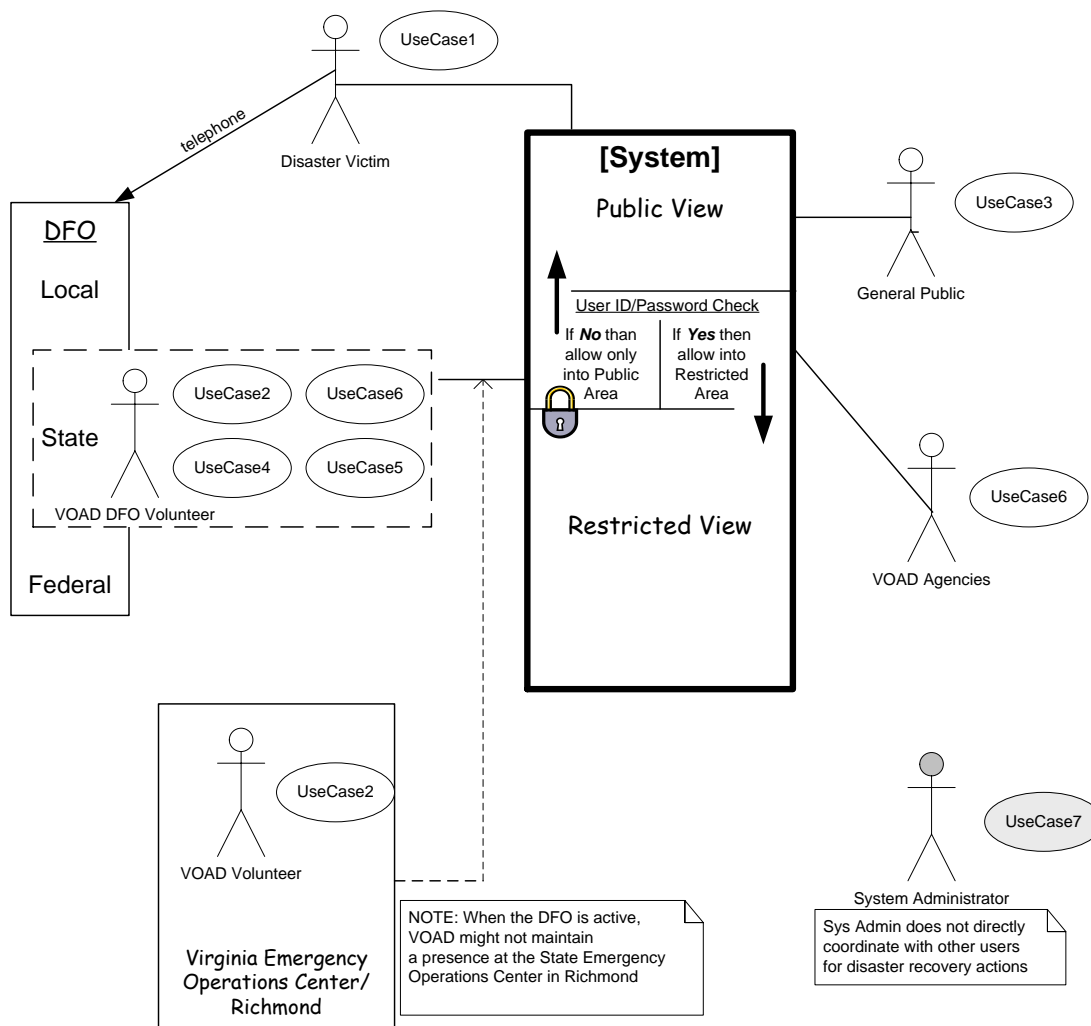 UseCase1
telephone
Disaster Victim
[System]
Public View
UseCase3
General Public
DFO
Local
User ID/Password Check
If No than
allow only
into Public
Area
If Yes then
allow into
Restricted
Area
UseCase2
UseCase6
State
UseCase4
UseCase5
VOAD DFO Volunteer
Federal
Restricted View
UseCase6
VOAD Agencies
UseCase2
VOAD Volunteer
Virginia Emergency
Operations Center/
Richmond
NOTE: When the DFO is active,
VOAD might not maintain
a presence at the State Emergency
Operations Center in Richmond
UseCase7
System Administrator
Sys Admin does not directly
coordinate with other users
for disaster recovery actions